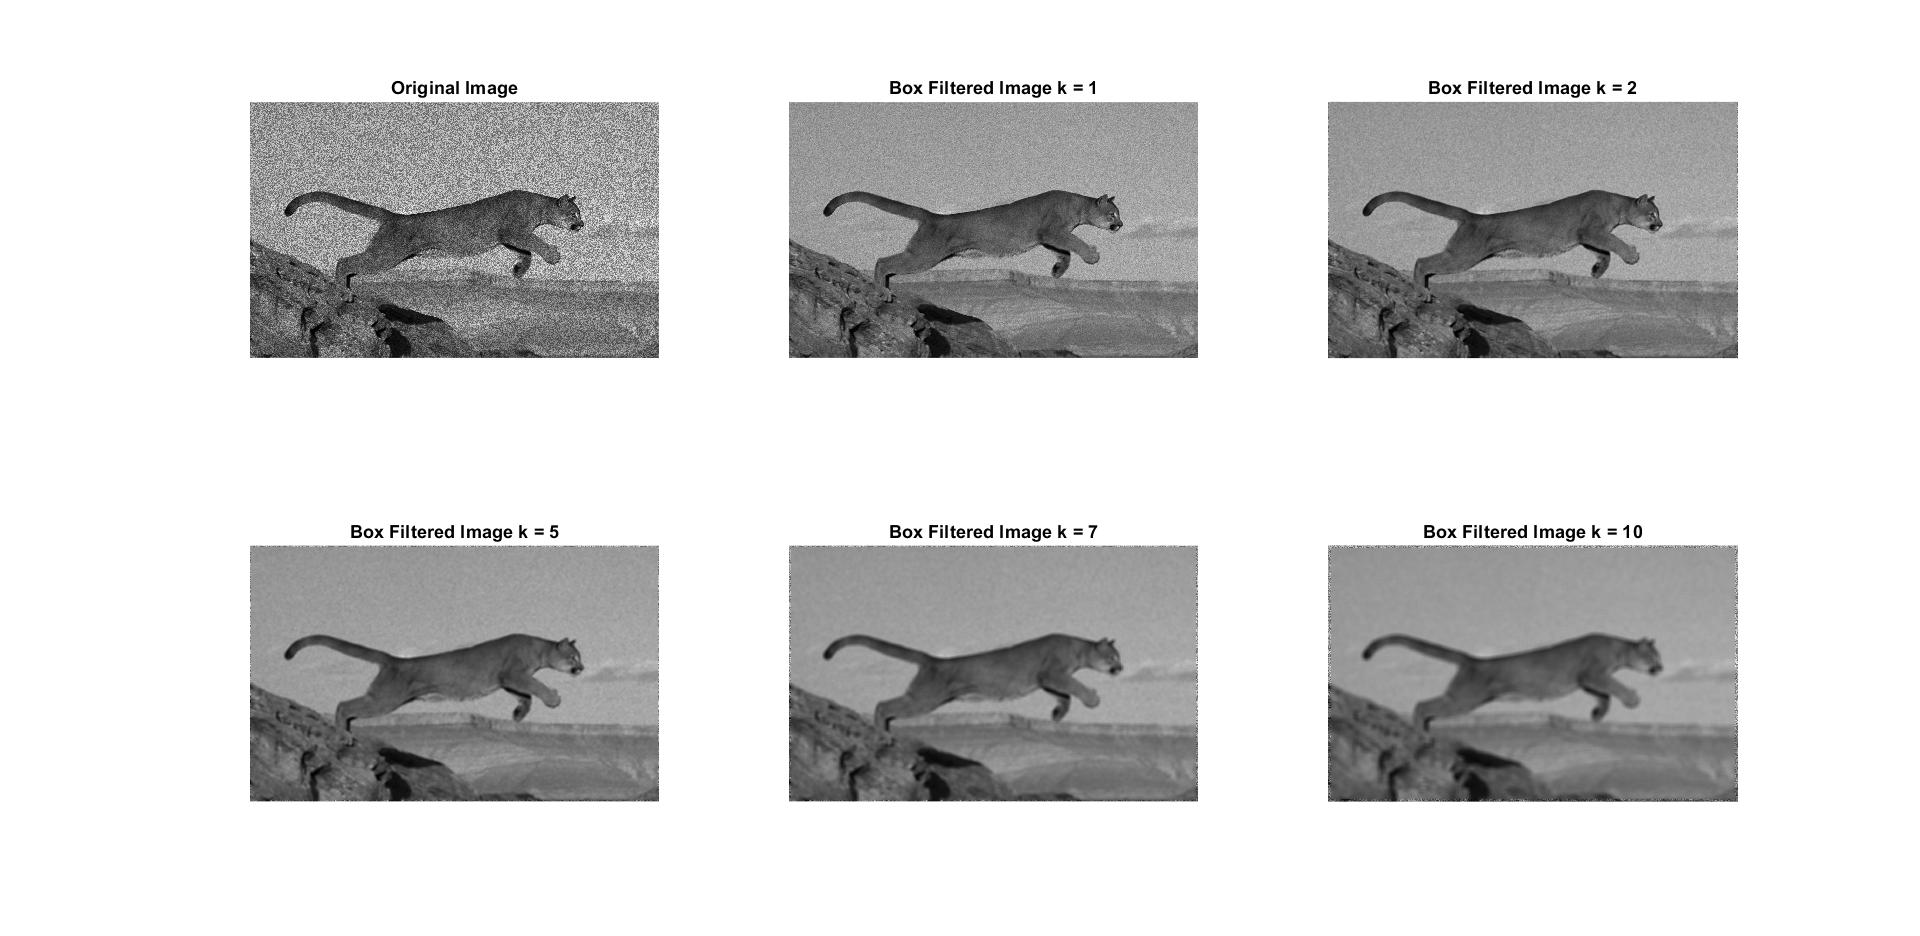 Original Image
Box Filtered Image k = 1
Box Filtered Image k = 2
Box Filtered Image k = 5
Box Filtered Image k = 7
Box Filtered Image k = 10